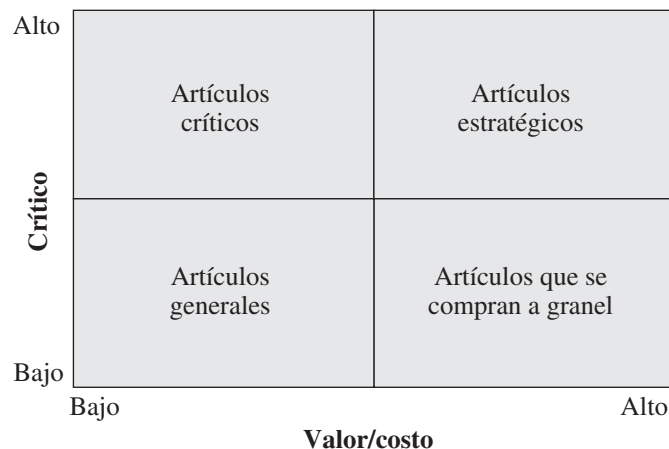 Alto
Artículos
críticos
Artículos
estratégicos
Crítico
Artículos
generales
Artículos que se
compran a granel
Bajo
Bajo
Alto
Valor/costo